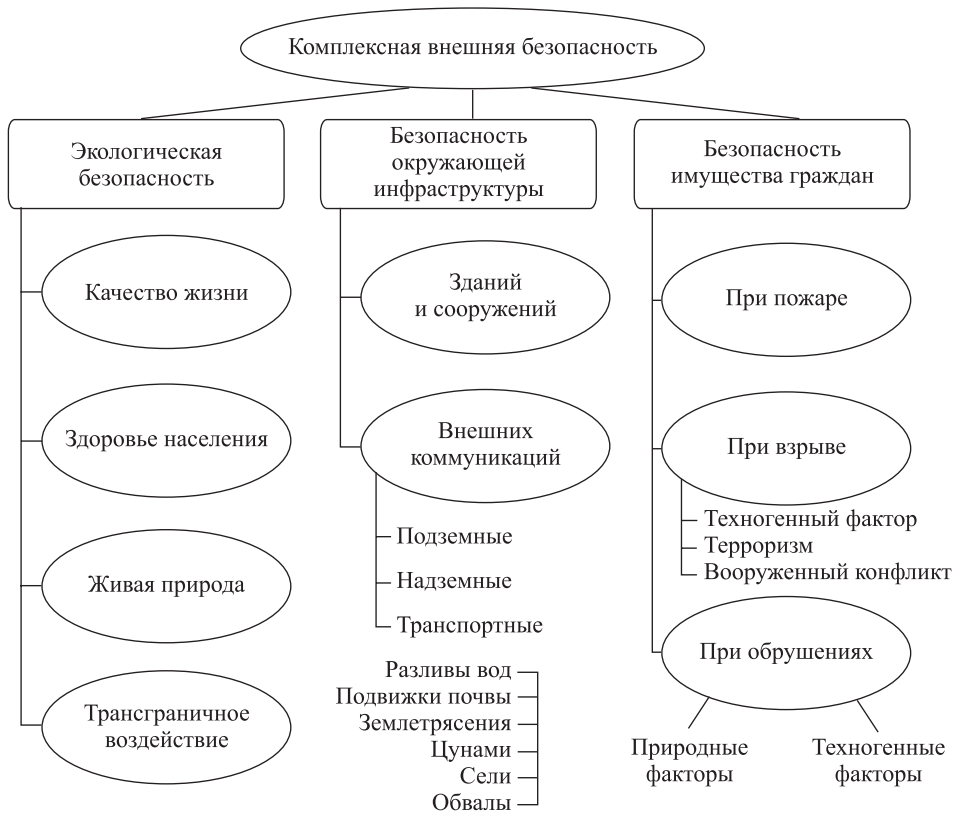 Комплексная внешняя безопасность
Экологическая
безопасность
Качество жизни
Здоровье населения
Живая природа
Трансграничное
воздействие
Безопасность
окружающей
инфраструктуры
Зданий
и сооружений
Внешних
коммуникаций
Подземные
Надземные
Транспортные
Разливы вод
Подвижки почвы
Землетрясения
Цунами
Сели
Обвалы
Безопасность
имущества граждан
При пожаре
При взрыве
Техногенный фактор
Терроризм
Вооруженный конфликт
При обрушениях
Природные
факторы
Техногенные
факторы